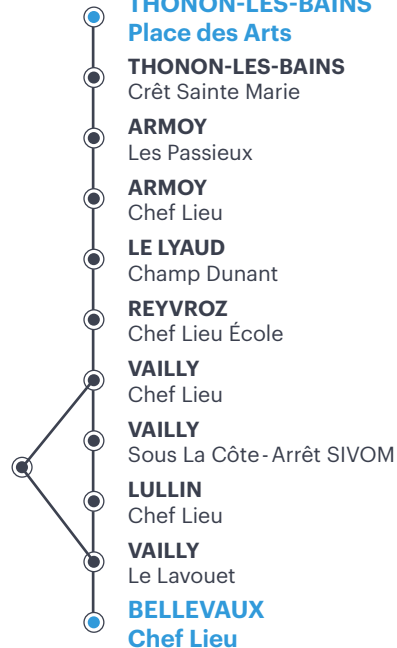 THONON-LES-BAINS
Place des Arts
THONON-LES-BAINS
Crêt Sainte Marie
ARMOY
Les Passieux
ARMOY
Chef Lieu
LE LYAUD
Champ Dunant
REYVROZ
Chef Lieu École
VAILLY
Chef Lieu
VAILLY
Sous La Côte - Arrêt SIVOM
LULLIN
Chef Lieu
VAILLY
Le Lavouet
BELLEVAUX
Chef Lieu